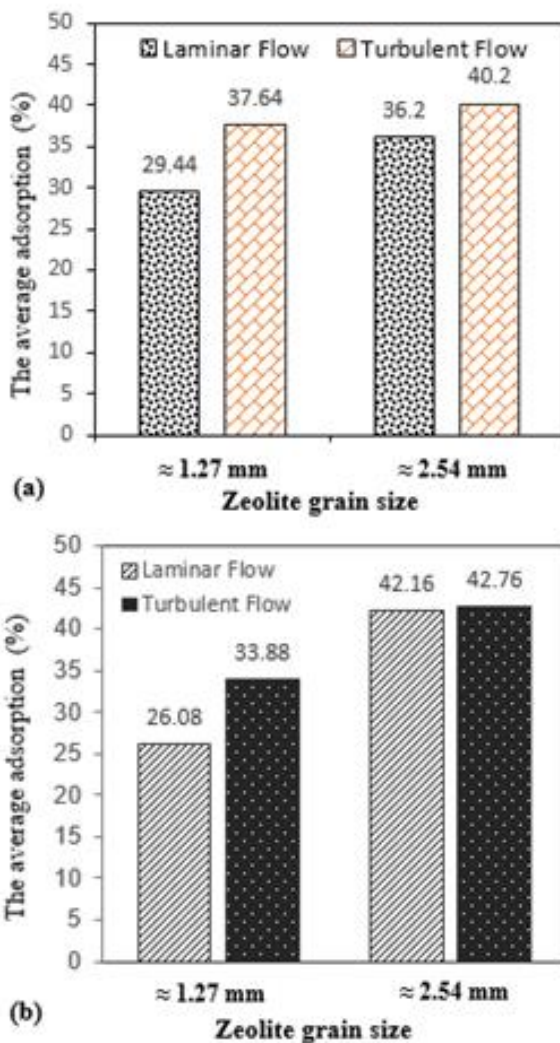 50
45
40
35
30
25
20
15
10
5
0
The average adsorption (%)
Laminar Flow Turbulent Flow
29.44
37.64
36.2
40.2
≈ 1.27 mm ≈ 2.54 mm
(a)
Zeolite grain size
50
45
40
35
30
25
20
15
10
5
0
The average adsorption (%)
Laminar Flow
Turbulent Flow
26.08
33.88
42.16
42.76
≈ 1.27 mm ≈ 2.54 mm
(b)
Zeolite grain size